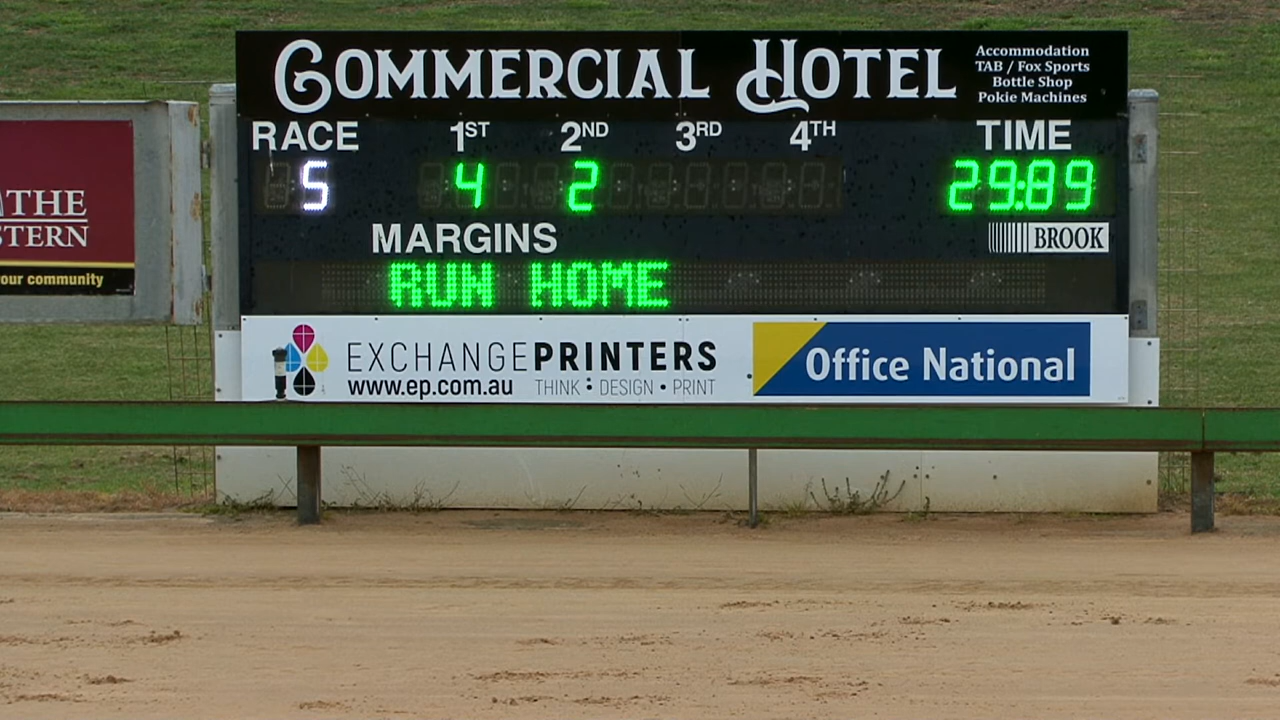 COMMERCIAL HOTEL
Accommodation
TAB / Fox Sports
Bottle Shop
Pokie Machines
RACE 1ST 2ND 3RD 4TH TIME
5 4 2 29:89
MARGINS
BROOK
RUN HOME
THE
STERN
your community
EXCHANGEPRINTERS
www.ep.com.au THINK • DESIGN • PRINT
Office National